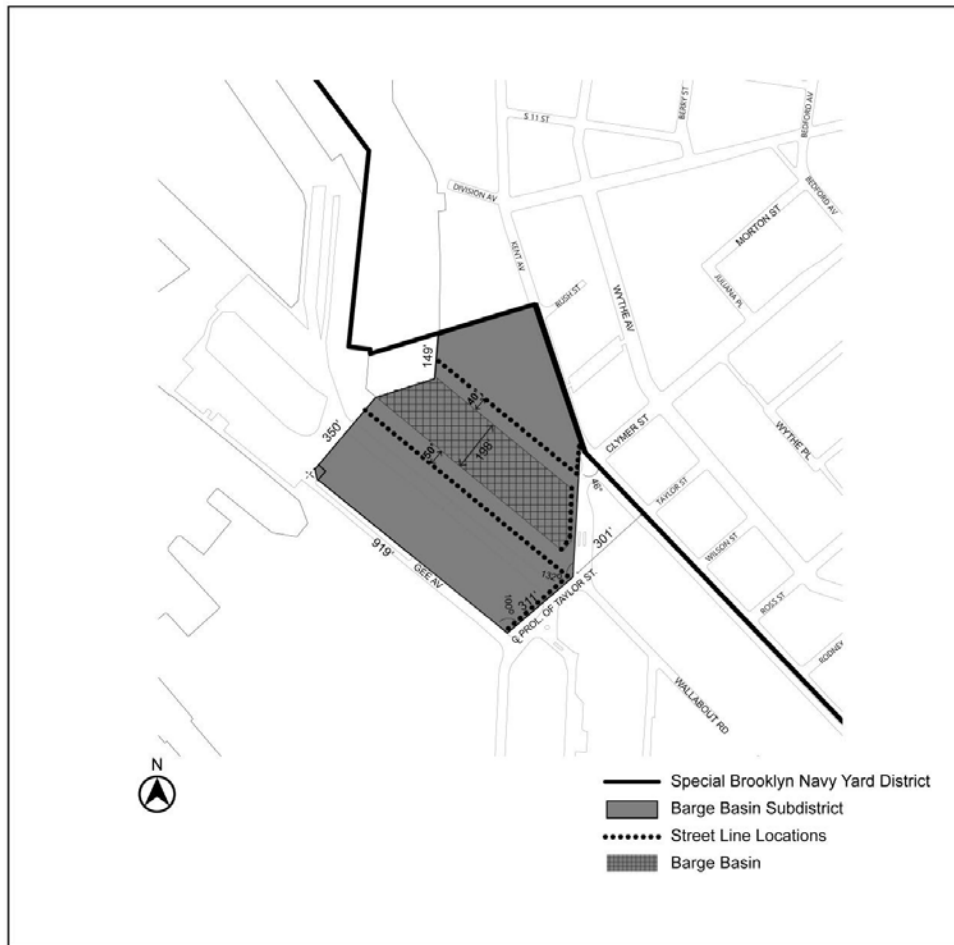 S 11 ST
BERRY ST
BEDFORD AV
DIVISION AV
BEDFORD AV
MORTON ST
KENT AV
JULIANA PL
RUSH ST
WYTHE AV
149'
40'
CLYMER ST
WYTHE PL
350'
198'
50'
46°
TAYLOR ST
301'
WILSON ST
919'
GEE AV
132°
100°
311'
ROSS ST
℄ PROL. OF TAYLOR ST.
RODNEY
WALLABOUT RD
N
Special Brooklyn Navy Yard District
Barge Basin Subdistrict
Street Line Locations
Barge Basin